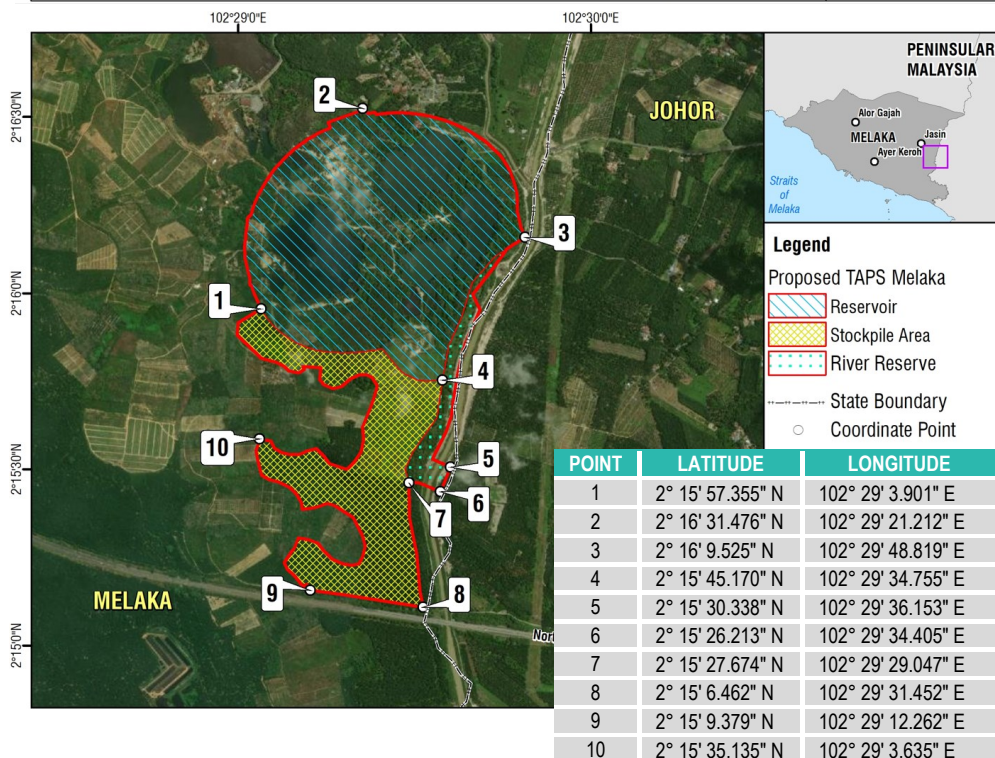 102°29'0"E
102°30'0"E
2°16'30"N
2°16'0"N
2°15'30"N
2°15'0"N
2
JOHOR
3
1
4
10
5
6
7
9
8
MELAKA
PENINSULAR
MALAYSIA
Alor Gajah
MELAKA
Jasin
Ayer Keroh
Straits
of
Melaka
Legend
Proposed TAPS Melaka
Reservoir
Stockpile Area
River Reserve
State Boundary
Coordinate Point
POINT LATITUDE LONGITUDE
1 2° 15' 57.355" N 102° 29' 3.901" E
2 2° 16' 31.476" N 102° 29' 21.212" E
3 2° 16' 9.525" N 102° 29' 48.819" E
4 2° 15' 45.170" N 102° 29' 34.755" E
5 2° 15' 30.338" N 102° 29' 36.153" E
6 2° 15' 26.213" N 102° 29' 34.405" E
7 2° 15' 27.674" N 102° 29' 29.047" E
8 2° 15' 6.462" N 102° 29' 31.452" E
9 2° 15' 9.379" N 102° 29' 12.262" E
10 2° 15' 35.135" N 102° 29' 3.635" E